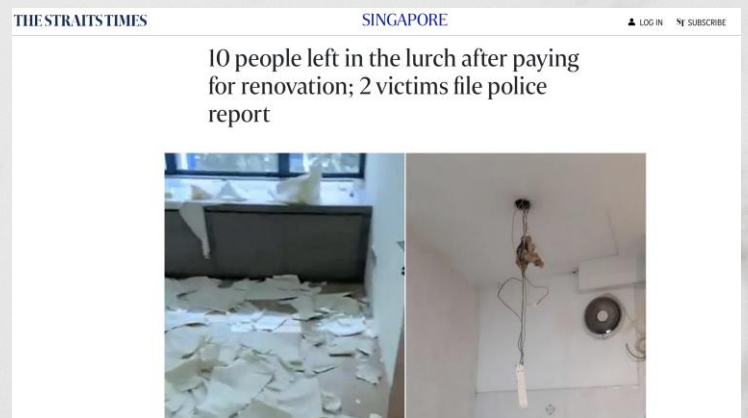 THE STRAITS TIMES
SINGAPORE
LOG IN
ST SUBSCRIBE
10 people left in the lurch after paying
for renovation; 2 victims file police
report